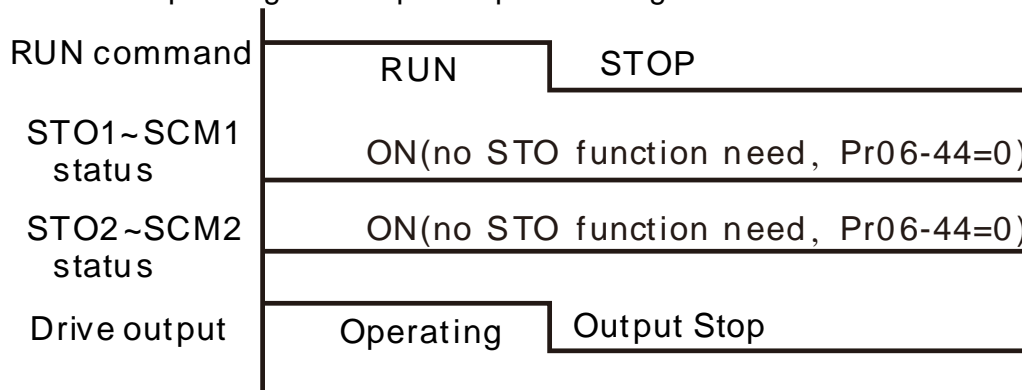 RUN command
RUN
STOP
STO1~SCM1
status
ON(no STO function need, Pr06-44=0)
STO2~SCM2
status
ON(no STO function need, Pr06-44=0)
Drive output
Operating
Output Stop